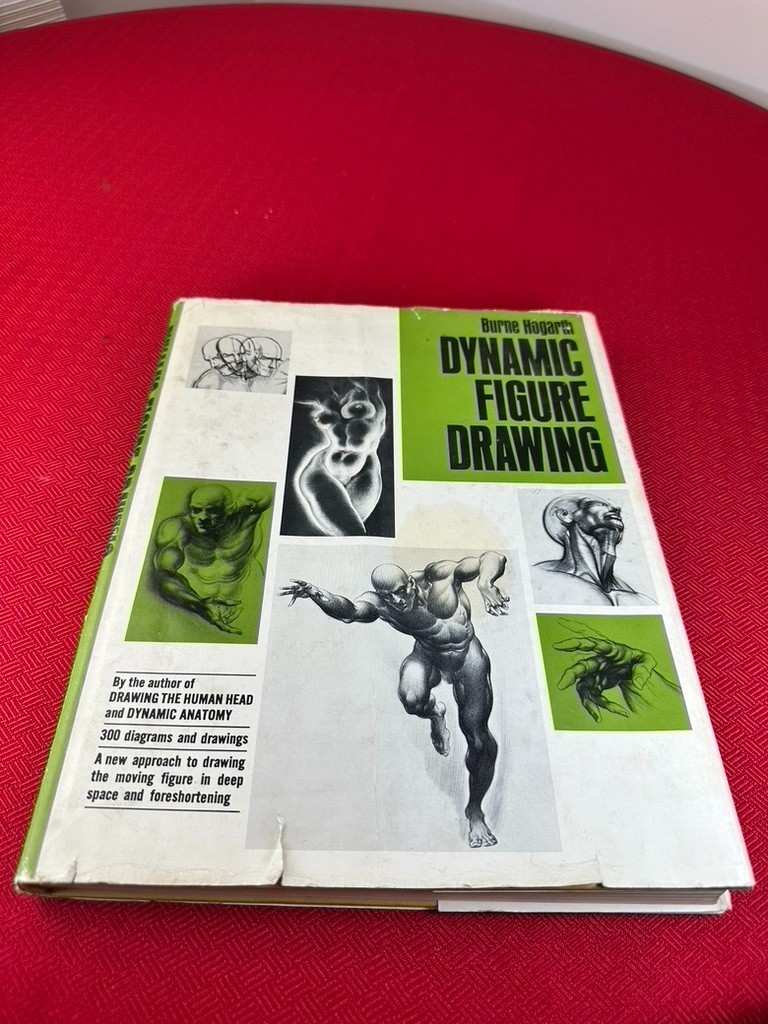 Burne Hogarth
DYNAMIC
FIGURE
DRAWING
By the author of
DRAWING THE HUMAN HEAD
and DYNAMIC ANATOMY
300 diagrams and drawings
A new approach to drawing
the moving figure in deep
space and foreshortening